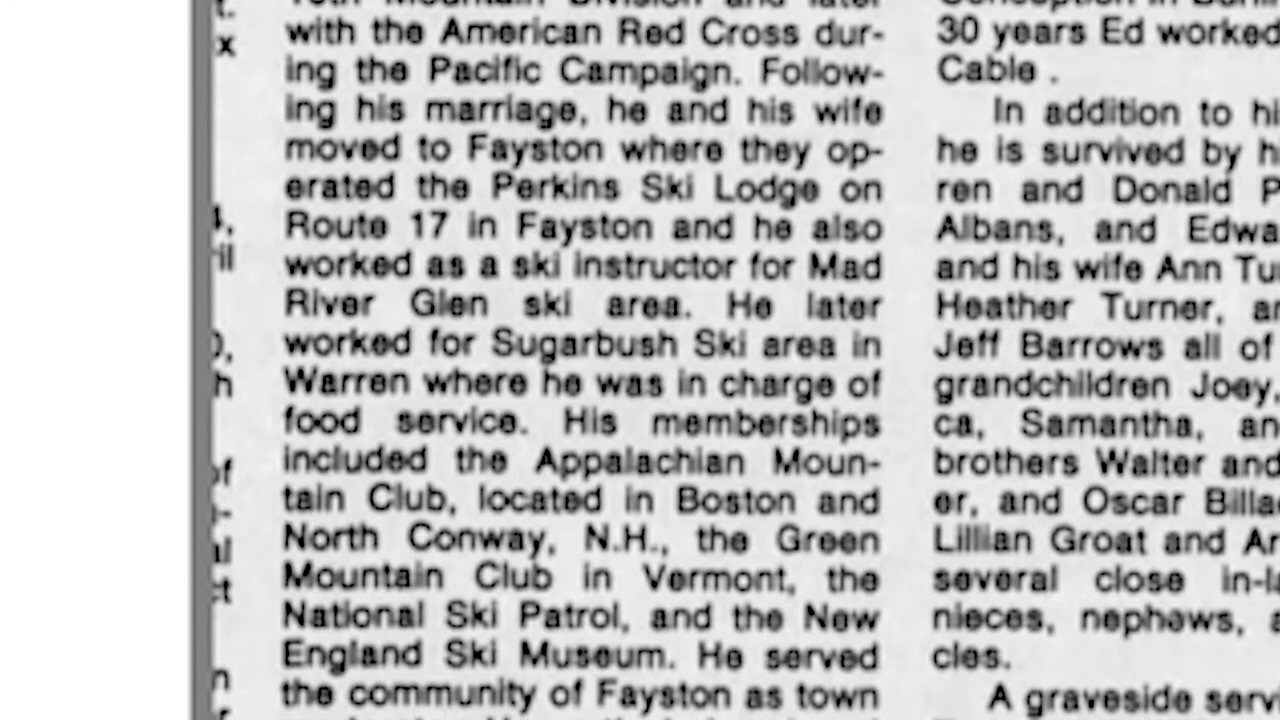 with the American Red Cross dur-
ing the Pacific Campaign. Follow-
ing his marriage, he and his wife
moved to Fayston where they op-
erated the Perkins Ski Lodge on
Route 17 in Fayston and he also
worked as a ski instructor for Mad
River Glen ski area. He later
worked for Sugarbush Ski area in
Warren where he was in charge of
food service. His memberships
included the Appalachian Moun-
tain Club, located in Boston and
North Conway, N.H., the Green
Mountain Club in Vermont, the
National Ski Patrol, and the New
England Ski Museum. He served
the community of Fayston as town
30 years Ed worked
Cable .
In addition to
he is survived by
ren and Donald
Albans, and
and his wife Ann
Heather Turner,
Jeff Barrows all of
grandchildren Joey,
ca, Samantha,
brothers Walter and
er, and Oscar
Lillian Groat and
several close
nieces, nephews,
cles.
A graveside